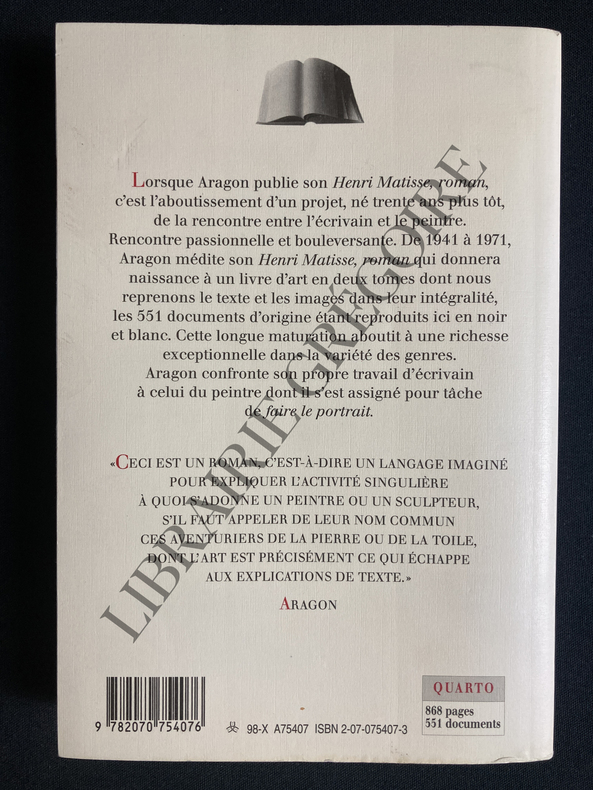 Lorsque Aragon publie son Henri Matisse, roman,
c'est l'aboutissement d'un projet, né trente ans plus tôt,
de la rencontre entre l'écrivain et le peintre.
Rencontre passionnelle et bouleversante. De 1941 à 1971,
Aragon médite son Henri Matisse, roman qui donnera
naissance à un livre d'art en deux tomes dont nous
reprenons le texte et les images dans leur intégralité,
les 551 documents d'origine étant reproduits ici en noir
et blanc. Cette longue maturation aboutit à une richesse
exceptionnelle dans la variété des genres.
Aragon confronte son propre travail d'écrivain
à celui du peintre dont il s'est assigné pour tâche
de faire le portrait.
«CECI EST UN ROMAN, C'EST-À-DIRE UN LANGAGE IMAGINÉ
POUR EXPLIQUER L'ACTIVITÉ SINGULIÈRE
À QUOI S'ADONNE UN PEINTRE OU UN SCULPTEUR,
S'IL FAUT APPELER DE LEUR NOM COMMUN
CES AVENTURIERS DE LA PIERRE OU DE LA TOILE,
DONT L'ART EST PRÉCISÉMENT CE QUI ÉCHAPPE
AUX EXPLICATIONS DE TEXTE.»
ARAGON
LIBRAIRIE GRÉGOIRE
9 782070 754076
98-X A75407 ISBN 2-07-075407-3
QUARTO
868 pages
551 documents